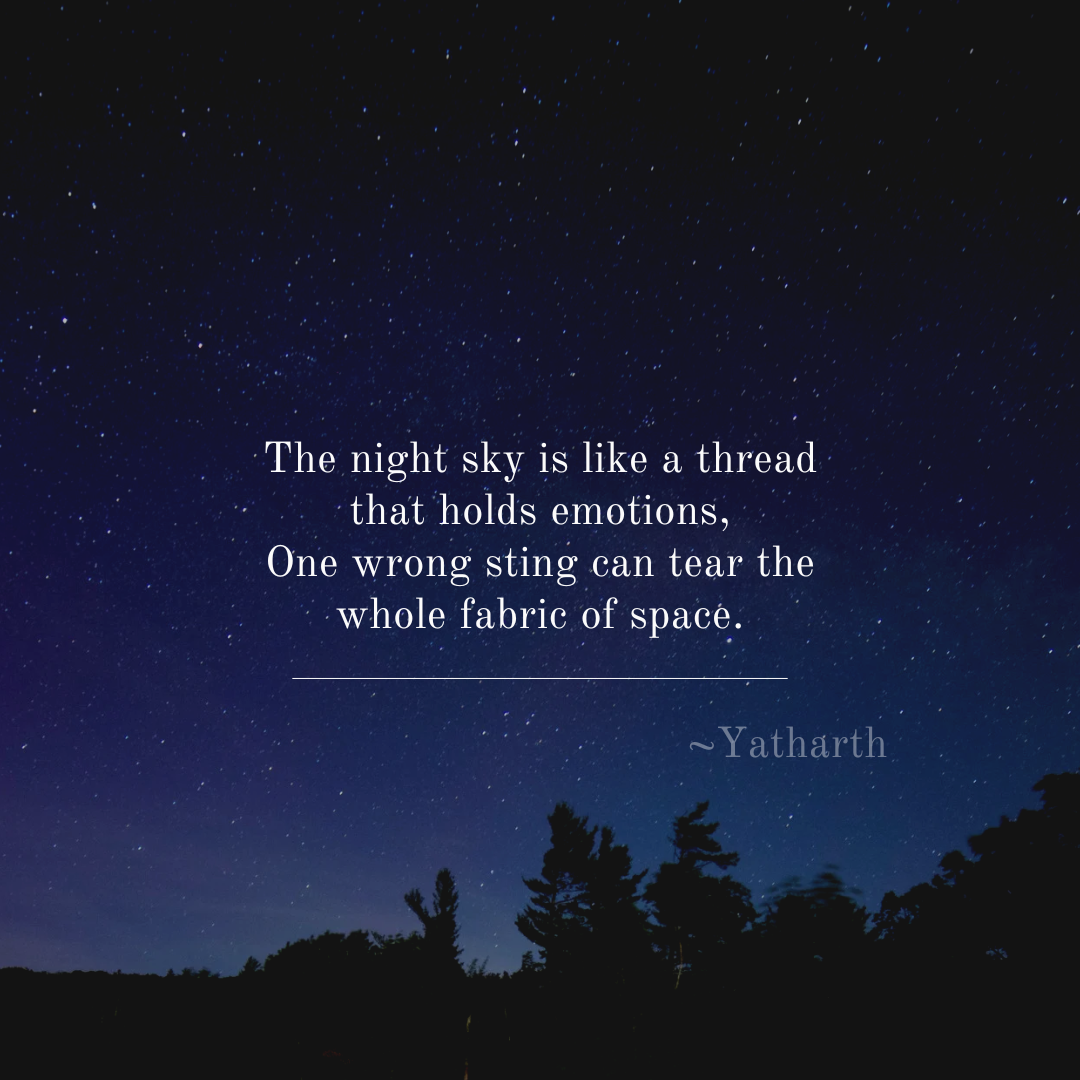 The night sky is like a thread
that holds emotions,
One wrong sting can tear the
whole fabric of space.
~Yatharth